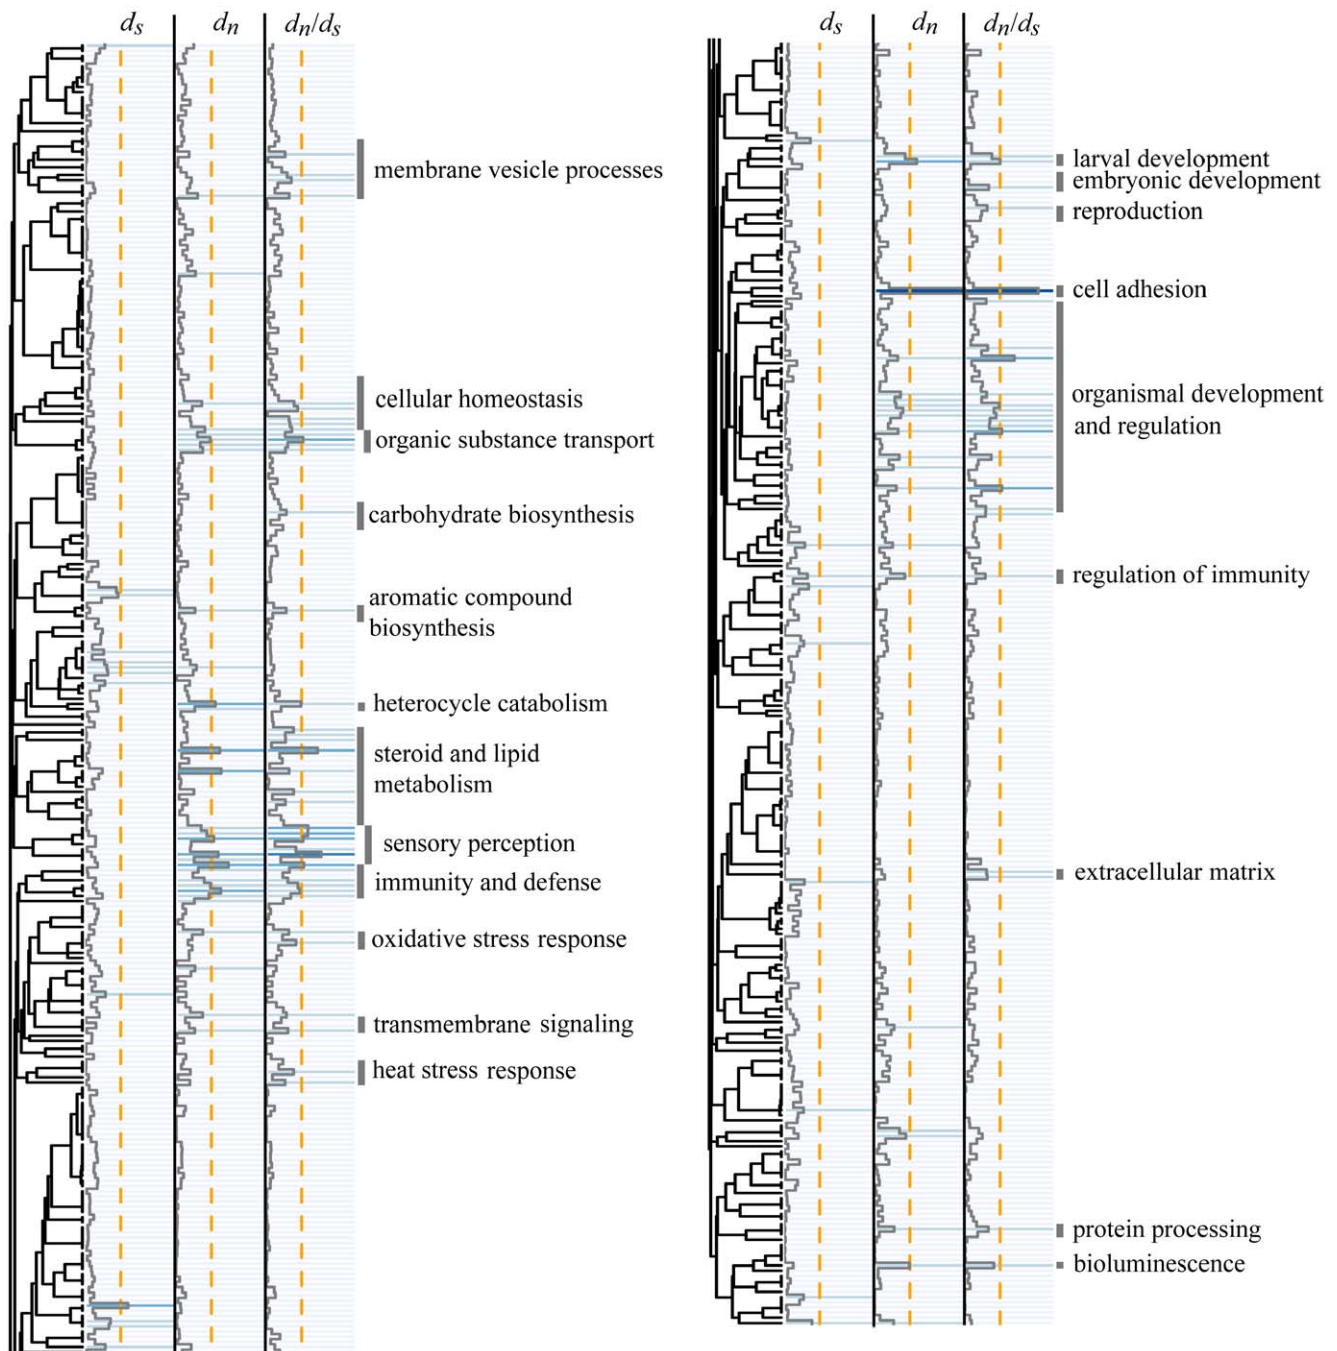 ds
dn
dn/ds
membrane vesicle processes
cellular homeostasis
organic substance transport
carbohydrate biosynthesis
aromatic compound
biosynthesis
heterocycle catabolism
steroid and lipid
metabolism
sensory perception
immunity and defense
oxidative stress response
transmembrane signaling
heat stress response
ds
dn
dn/ds
larval development
embryonic development
reproduction
cell adhesion
organismal development
and regulation
regulation of immunity
extracellular matrix
protein processing
bioluminescence